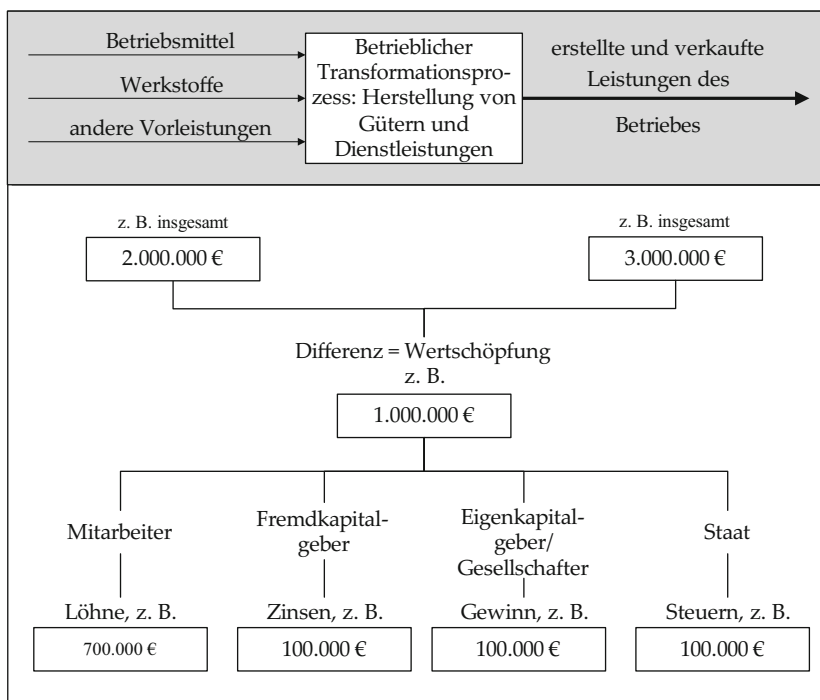 Betriebsmittel
Werkstoffe
andere Vorleistungen
Betrieblicher
Transformationspro-
zess: Herstellung von
Gütern und
Dienstleistungen
erstellte und verkaufte
Leistungen des
Betriebes
z. B. insgesamt
2.000.000 €
z. B. insgesamt
3.000.000 €
Differenz = Wertschöpfung
z. B.
1.000.000 €
Mitarbeiter
Fremdkapital-
geber
Eigenkapital-
geber/
Gesellschafter
Staat
Löhne, z. B.
Zinsen, z. B.
Gewinn, z. B.
Steuern, z. B.
700.000 €
100.000 €
100.000 €
100.000 €